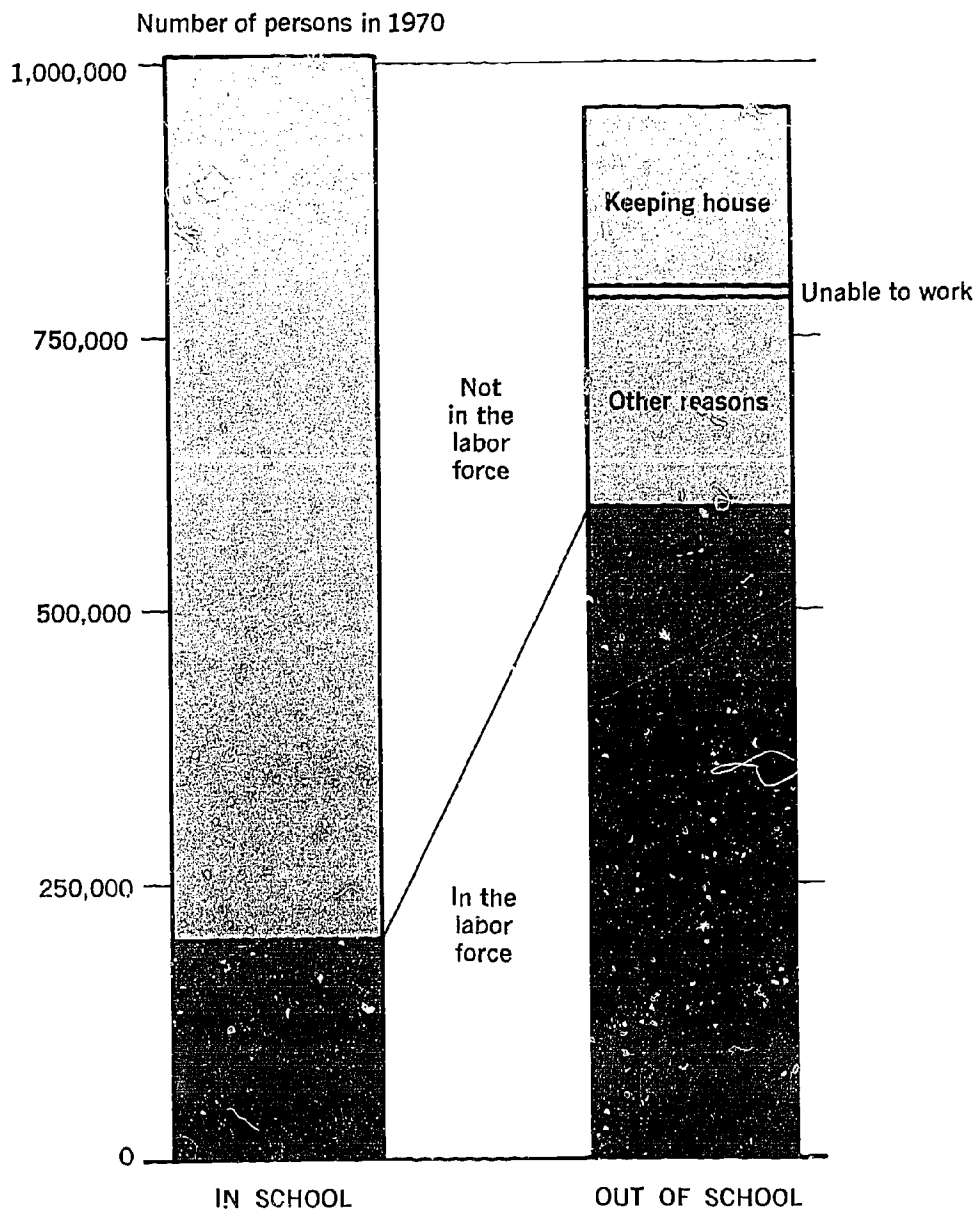 Number of persons in 1970
1,000,000
Keeping house
Unable to work
750,000
Not
in the
labor
force
Other reasons
500,000
250,000
In the
labor
force
0
IN SCHOOL
OUT OF SCHOOL